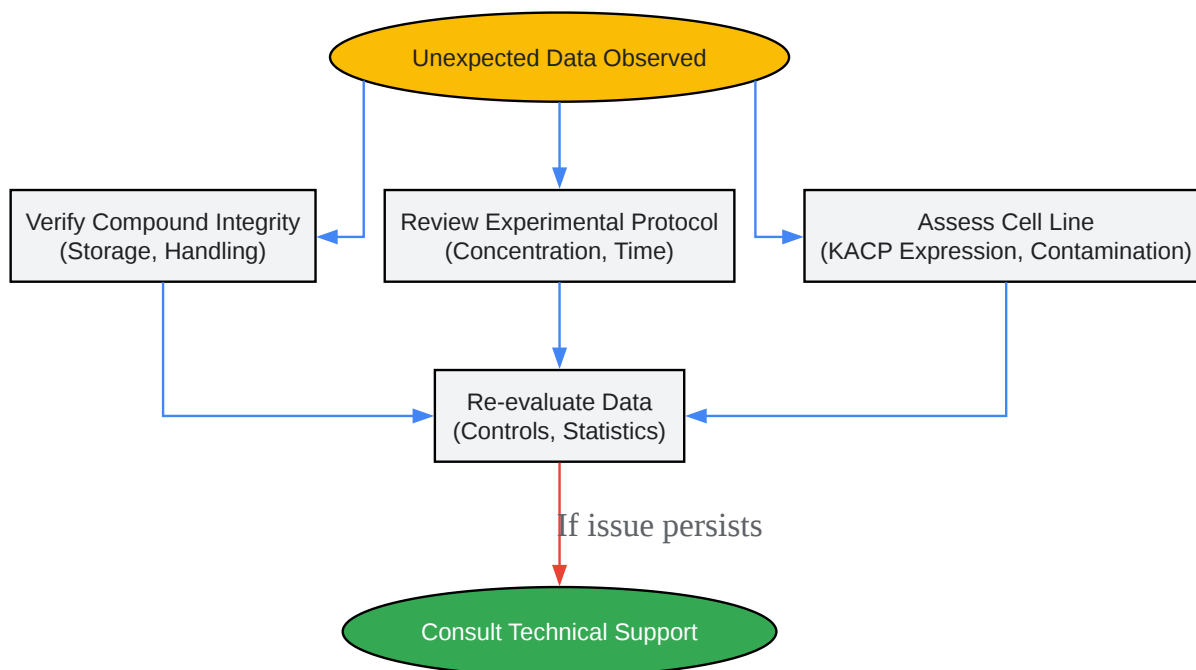 Unexpected Data Observed
Verify Compound Integrity
(Storage, Handling)
Review Experimental Protocol
(Concentration, Time)
Assess Cell Line
(KACP Expression, Contamination)
Re-evaluate Data
(Controls, Statistics)
If issue persists
Consult Technical Support